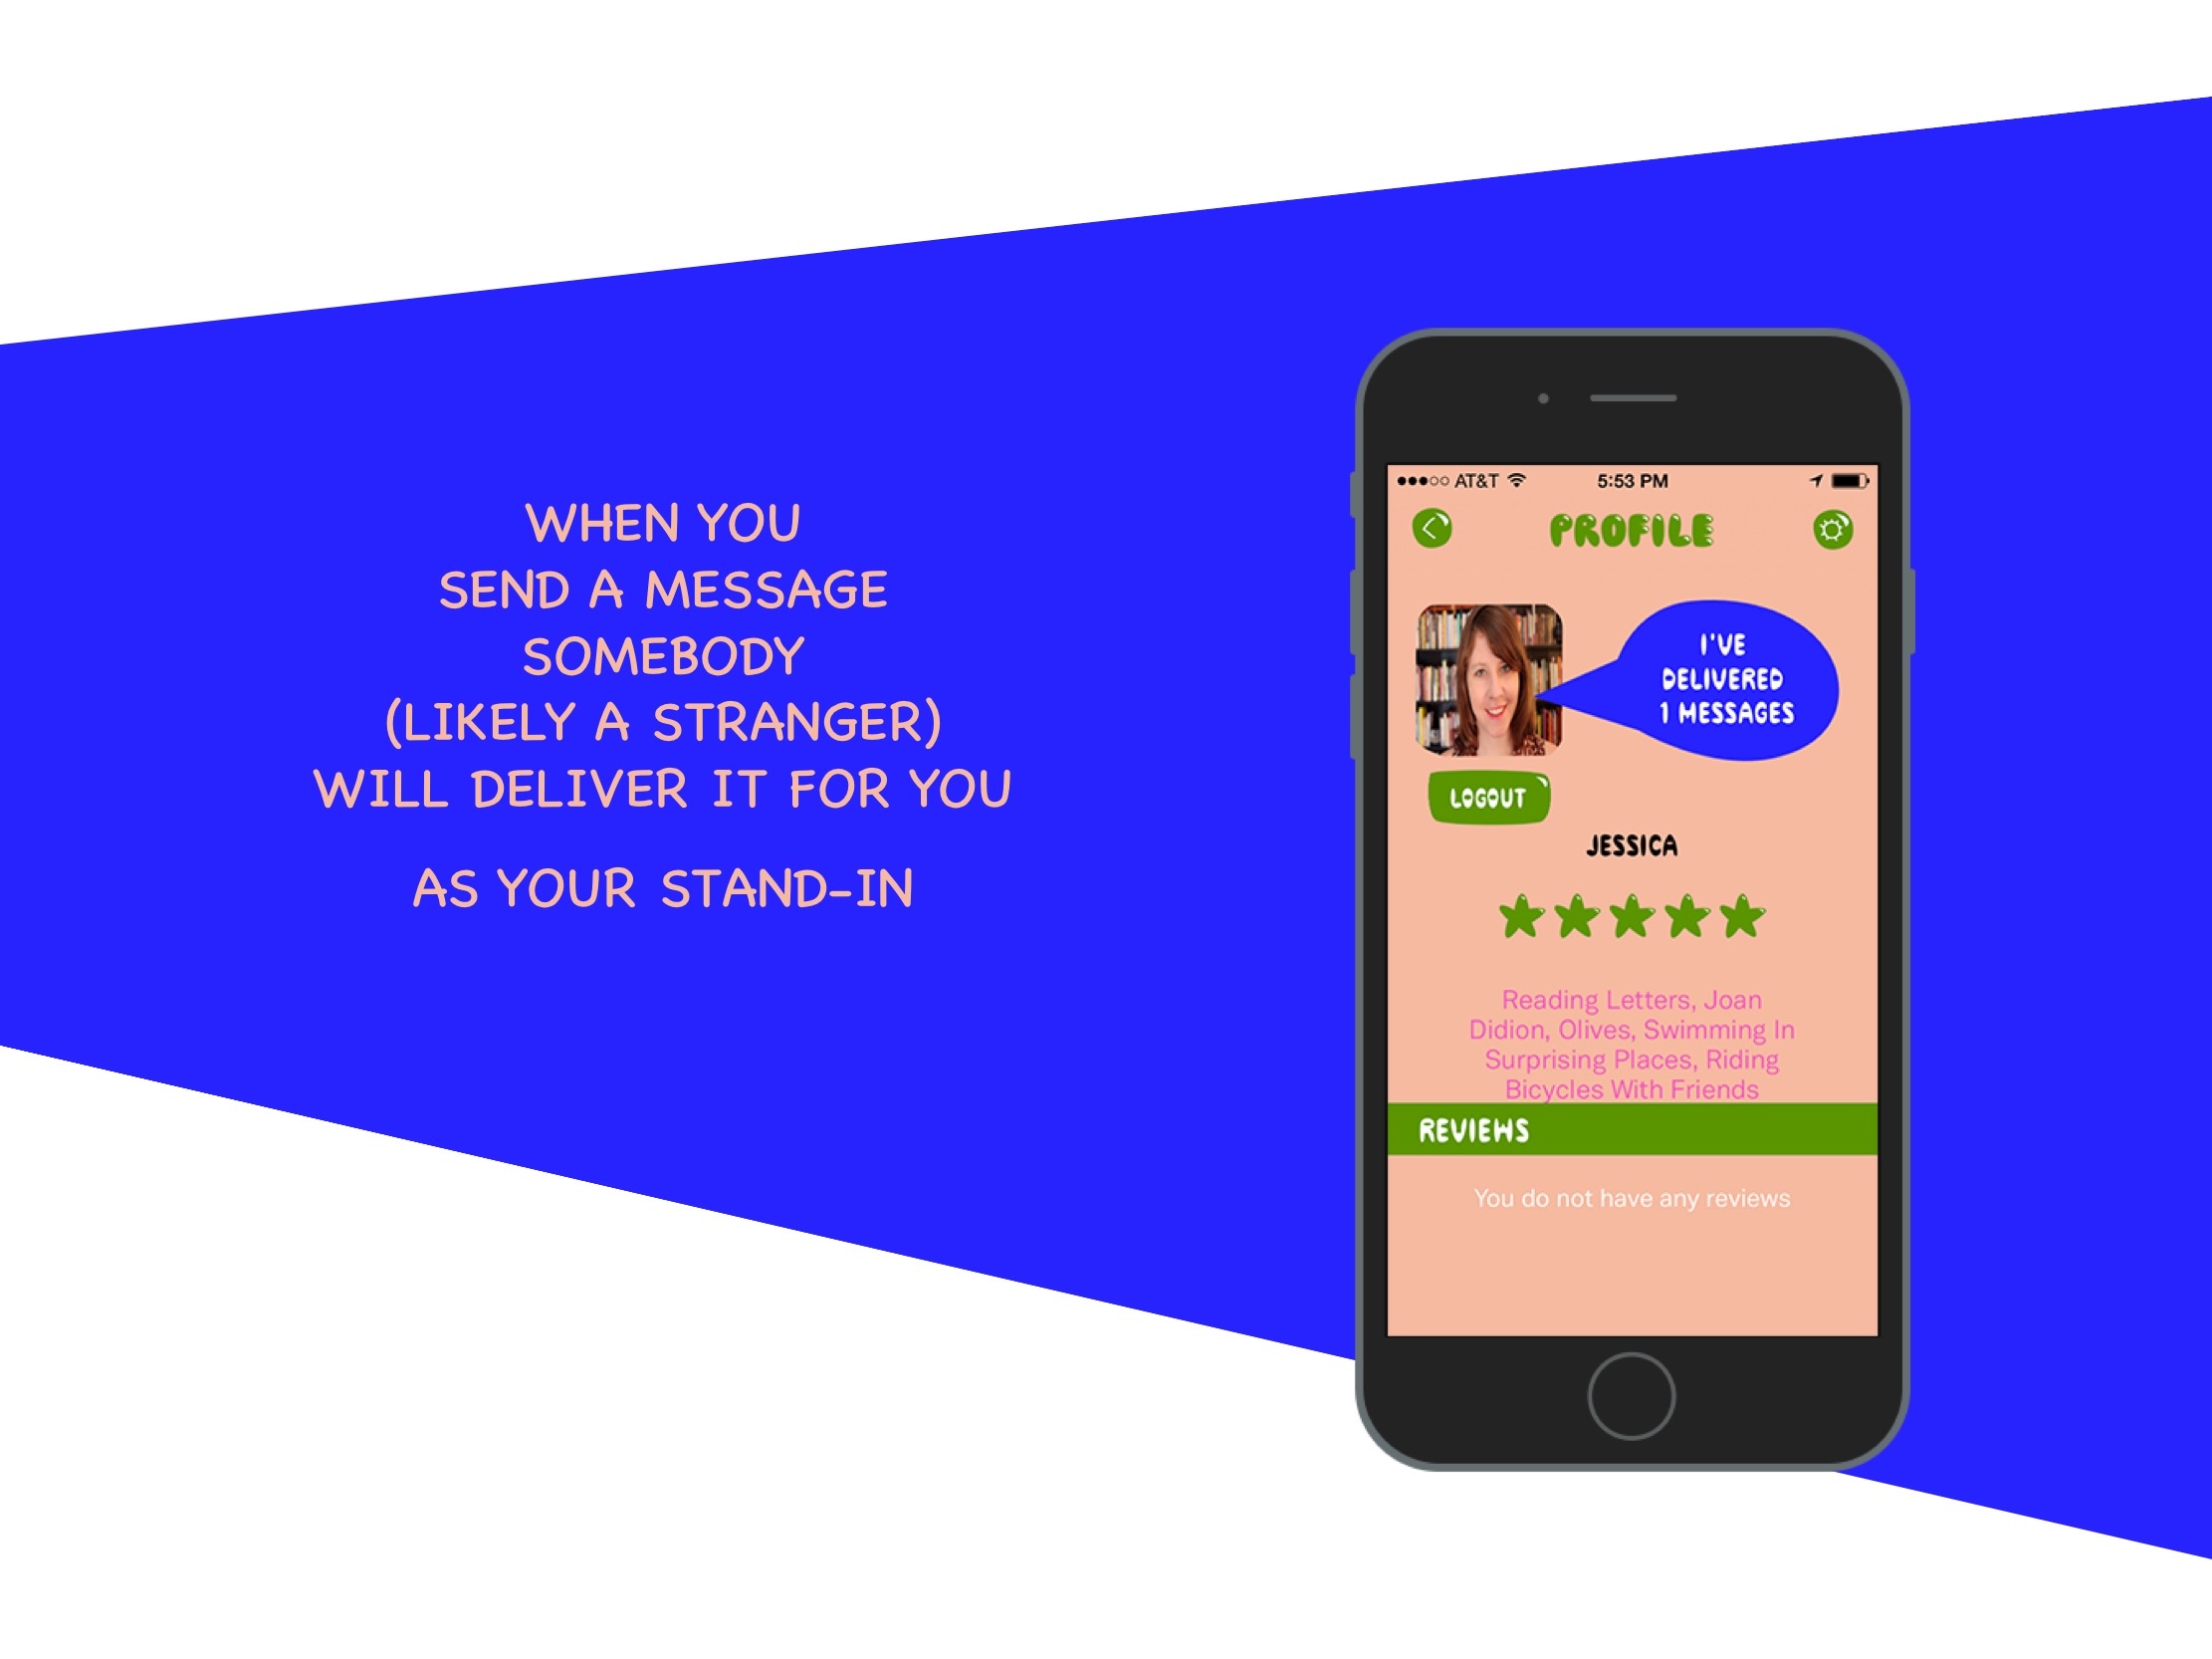 WHEN YOU
SEND A MESSAGE
SOMEBODY
(LIKELY A STRANGER)
WILL DELIVER IT FOR YOU
AS YOUR STAND-IN
AT&T 5:53 PM
PROFILE
I'VE
DELIVERED
1 MESSAGES
LOGOUT
JESSICA
Reading Letters, Joan
Didion, Olives, Swimming In
Surprising Places, Riding
Bicycles With Friends
REVIEWS
You do not have any reviews